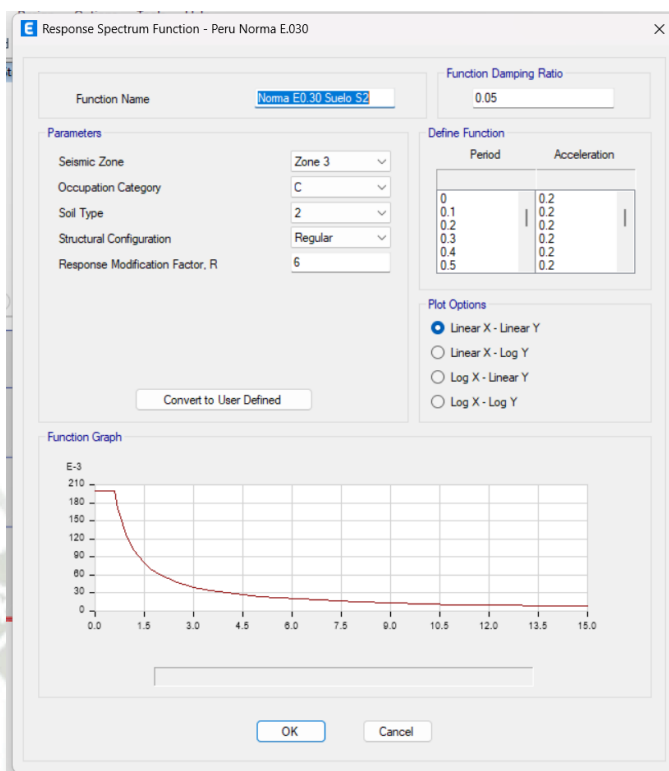 E Response Spectrum Function - Peru Norma E.030
Function Name
Norma E0.30 Suelo S2
Function Damping Ratio
0.05
Parameters
Seismic Zone Zone 3
Occupation Category C
Soil Type 2
Structural Configuration Regular
Response Modification Factor, R 6
Convert to User Defined
Define Function
Period Acceleration
0 0.2
0.1 0.2
0.2 0.2
0.3 0.2
0.4 0.2
0.5 0.2
Plot Options
Linear X - Linear Y
Linear X - Log Y
Log X - Linear Y
Log X - Log Y
Function Graph
E-3
210
180
150
120
90
60
30
0
0.0 1.5 3.0 4.5 6.0 7.5 9.0 10.5 12.0 13.5 15.0
OK Cancel